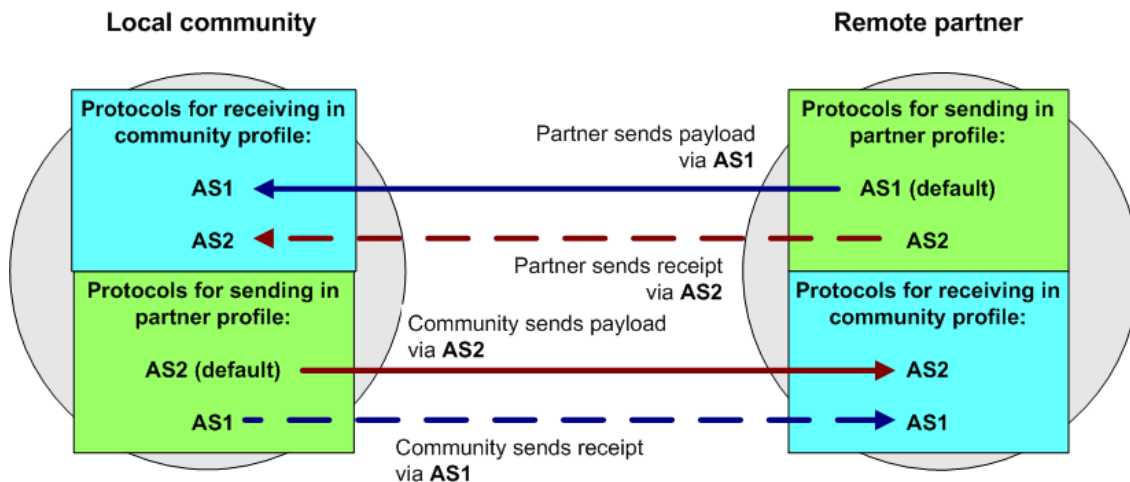 Local community
Remote partner
Protocols for receiving in
community profile:
AS1
AS2
Protocols for sending in
partner profile:
AS2 (default)
AS1
Partner sends payload
via AS1
Partner sends receipt
via AS2
Community sends payload
via AS2
Community sends receipt
via AS1
Protocols for sending in
partner profile:
AS1 (default)
AS2
Protocols for receiving in
community profile:
AS2
AS1